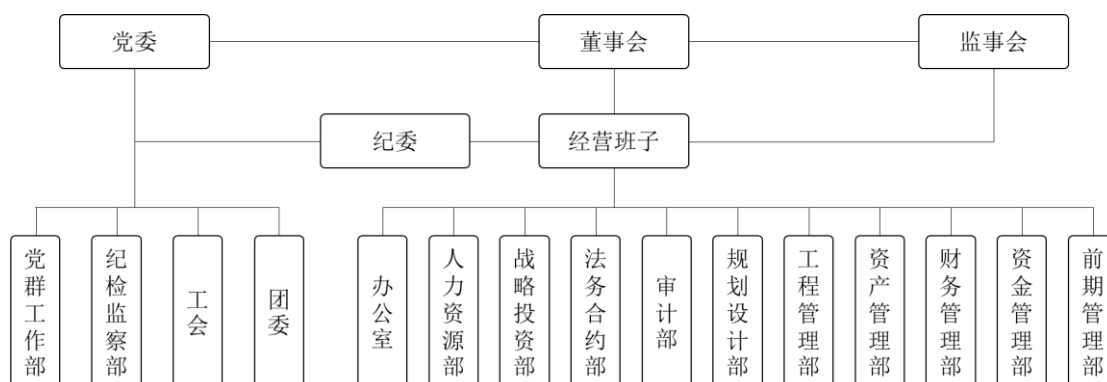 党委
董事会
监事会
纪委
经营班子
党群工作部
纪检监察部
工会
团委
办公室
人力资源部
战略投资部
法务合约部
审计部
规划设计部
工程管理部
资产管理部
财务管理部
资金管理部
前期管理部